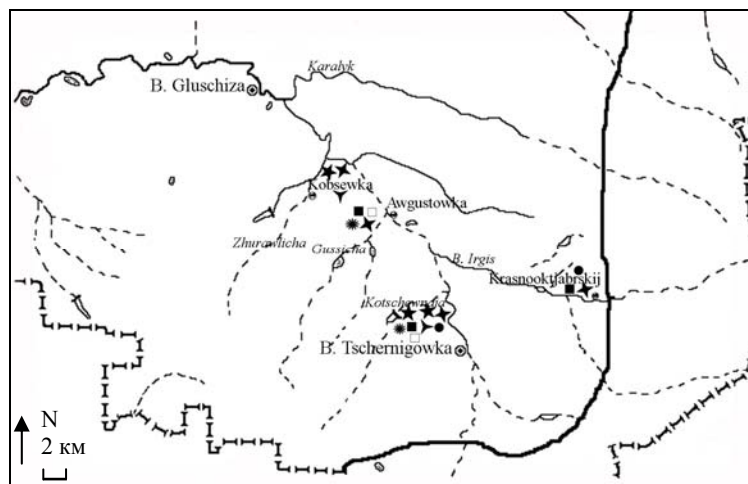 Karalyk
B. Gluschiza
Kobsewka
Awgustowka
Zhurawlicha
Gussicha
B. Irgis
Krasnooktjabrskij
Kotschewnaja
B. Tschernigowka
N
2 км